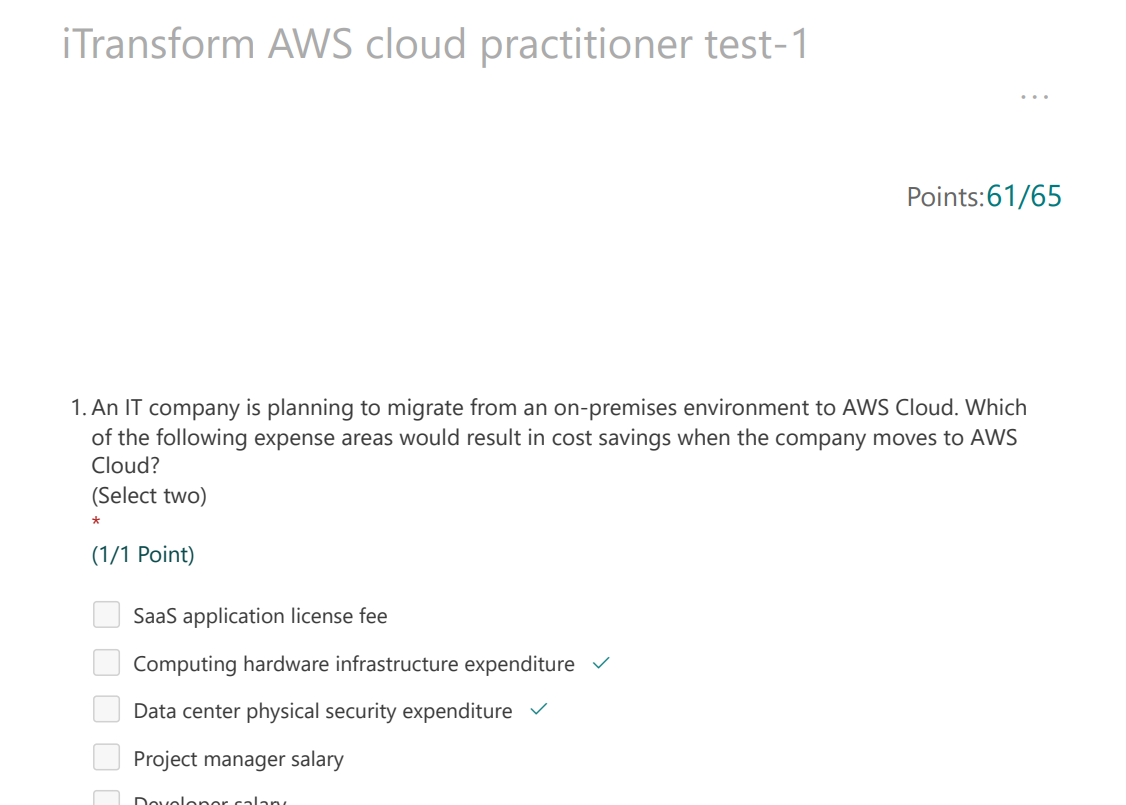 iTransform AWS cloud practitioner test-1
...
Points:61/65
1. An IT company is planning to migrate from an on-premises environment to AWS Cloud. Which
of the following expense areas would result in cost savings when the company moves to AWS
Cloud?
(Select two)
*
(1/1 Point)
SaaS application license fee
Computing hardware infrastructure expenditure
Data center physical security expenditure
Project manager salary
Developer salary